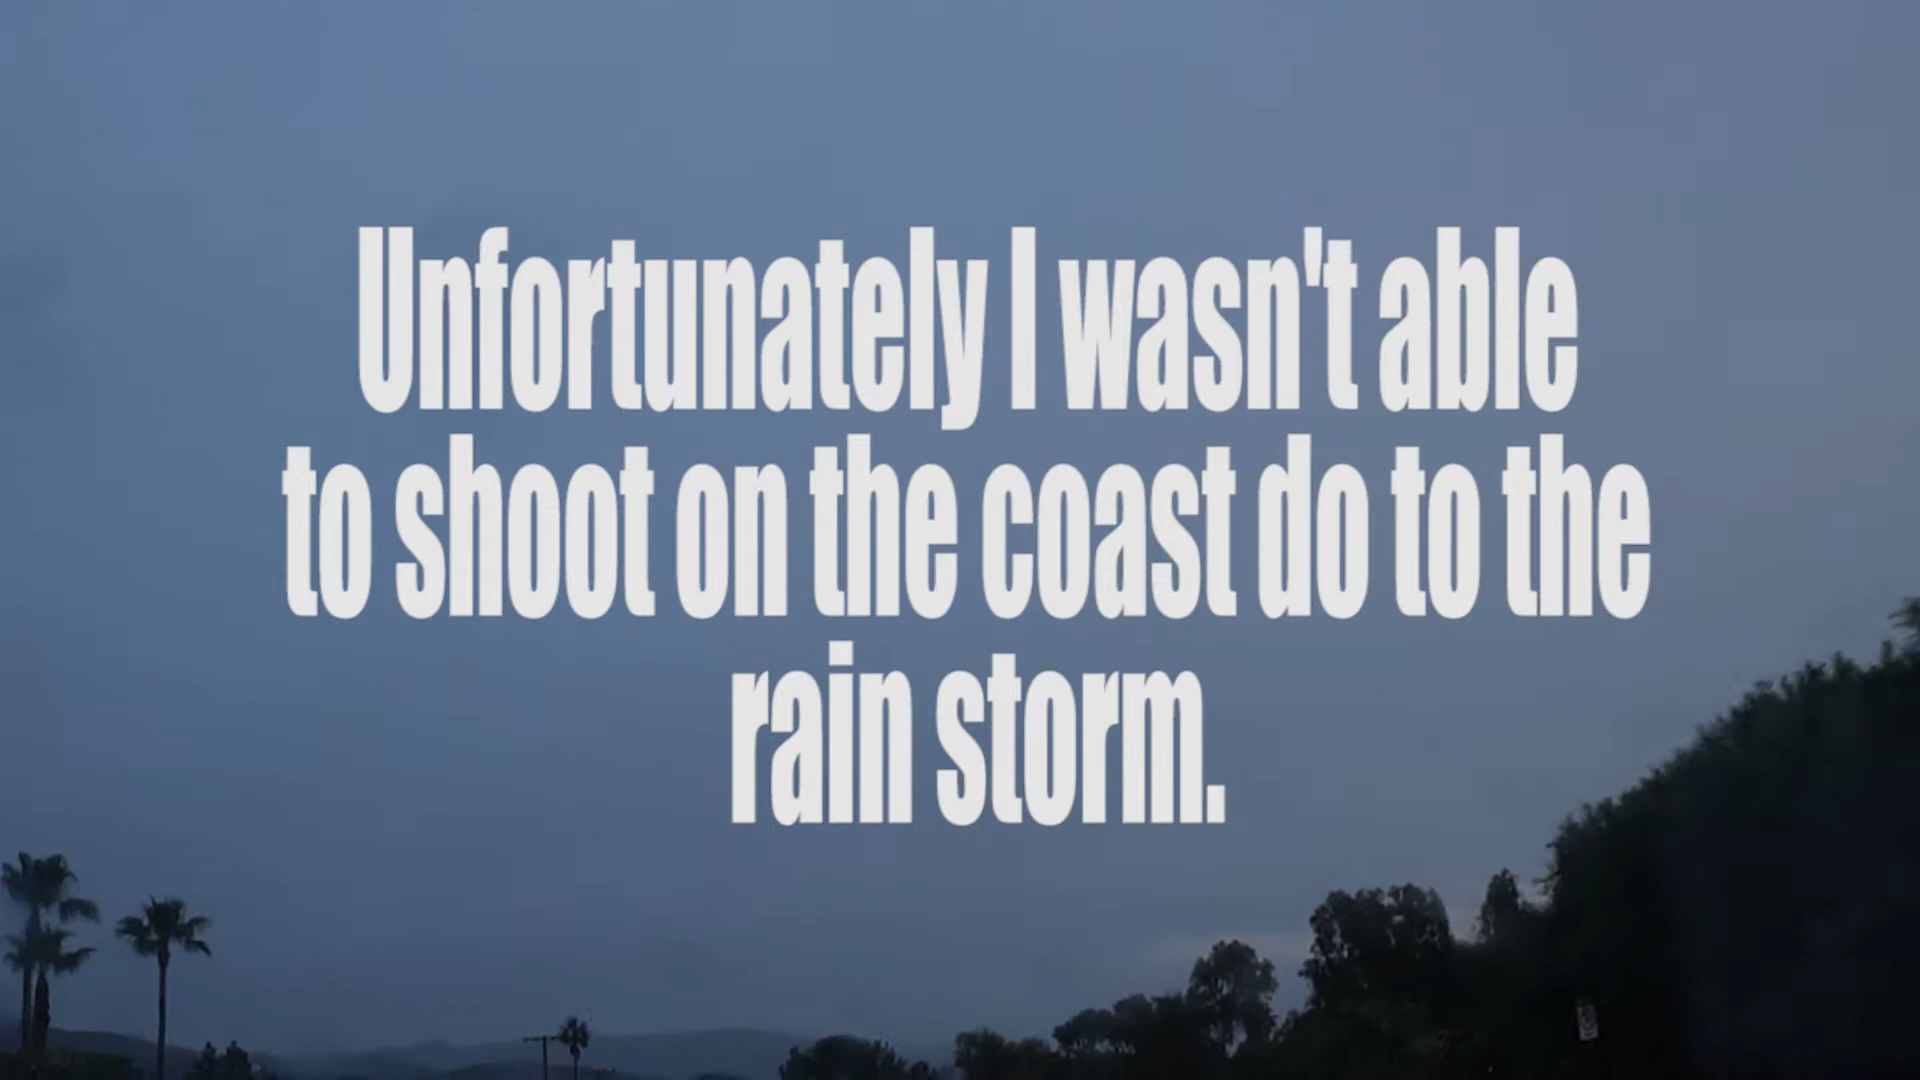 Unfortunately I wasn't able
to shoot on the coast do to the
rain storm.